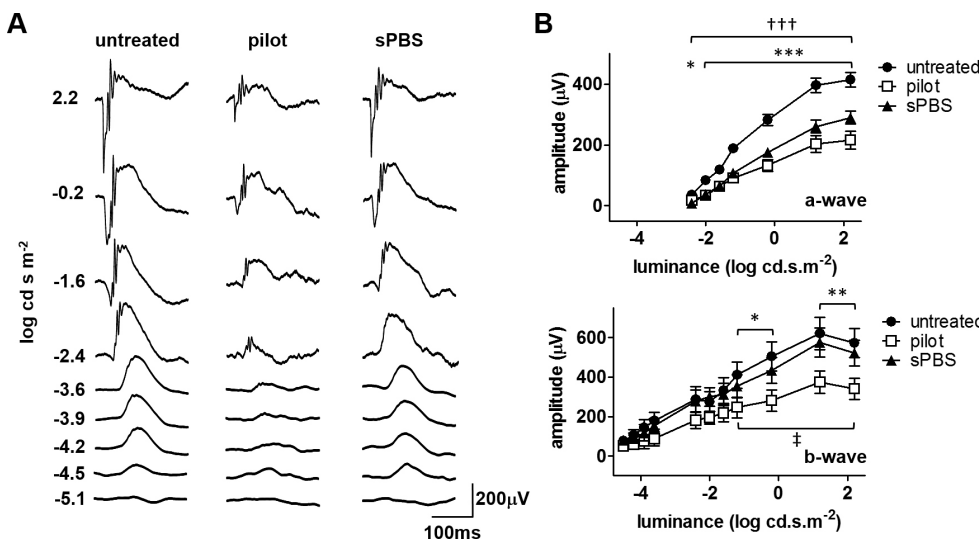 A
untreated pilot sPBS
2.2
-0.2
-1.6
-2.4
-3.6
-3.9
-4.2
-4.5
-5.1
log cd s m-2
200μV
100ms
B
†††
* ***
untreated
pilot
sPBS
400
200
0
amplitude (μV)
a-wave
-4 -2 0 2
luminance (log cd.s.m-2)
* **
untreated
pilot
sPBS
600
400
200
0
amplitude (μV)
‡
b-wave
-4 -2 0 2
luminance (log cd.s.m-2)